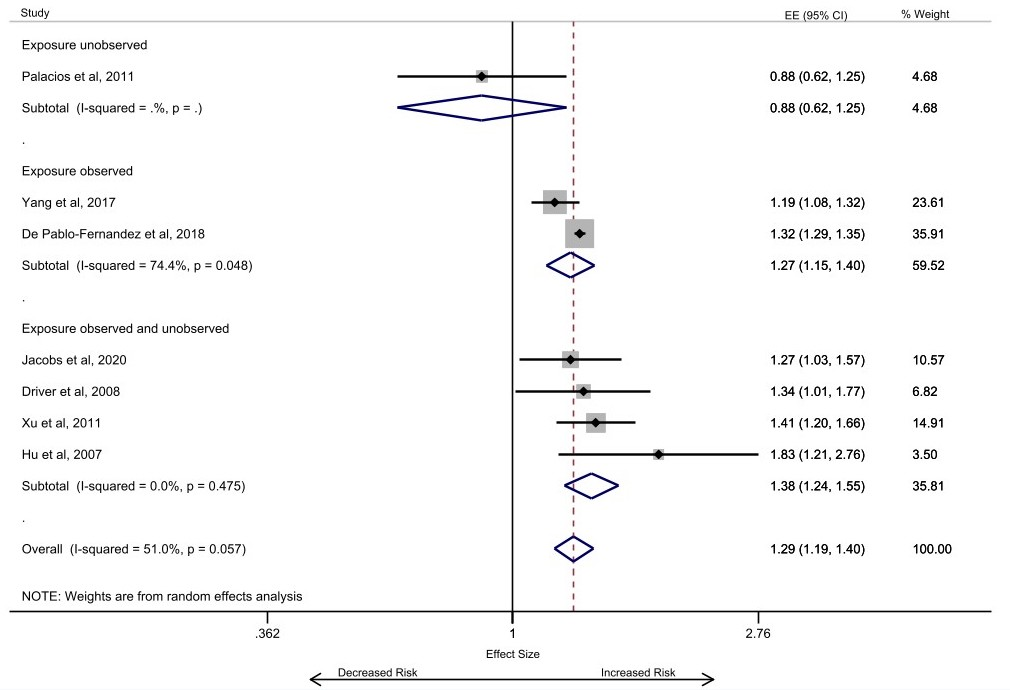 Study EE (95% CI) % Weight
Exposure unobserved
Palacios et al, 2011 0.88 (0.62, 1.25) 4.68
Subtotal (I-squared = .%, p = .) 0.88 (0.62, 1.25) 4.68
.
Exposure observed
Yang et al, 2017 1.19 (1.08, 1.32) 23.61
De Pablo-Fernandez et al, 2018 1.32 (1.29, 1.35) 35.91
Subtotal (I-squared = 74.4%, p = 0.048) 1.27 (1.15, 1.40) 59.52
.
Exposure observed and unobserved
Jacobs et al, 2020 1.27 (1.03, 1.57) 10.57
Driver et al, 2008 1.34 (1.01, 1.77) 6.82
Xu et al, 2011 1.41 (1.20, 1.66) 14.91
Hu et al, 2007 1.83 (1.21, 2.76) 3.50
Subtotal (I-squared = 0.0%, p = 0.475) 1.38 (1.24, 1.55) 35.81
.
Overall (I-squared = 51.0%, p = 0.057) 1.29 (1.19, 1.40) 100.00
NOTE: Weights are from random effects analysis
.362 1 2.76
Effect Size
Decreased Risk Increased Risk